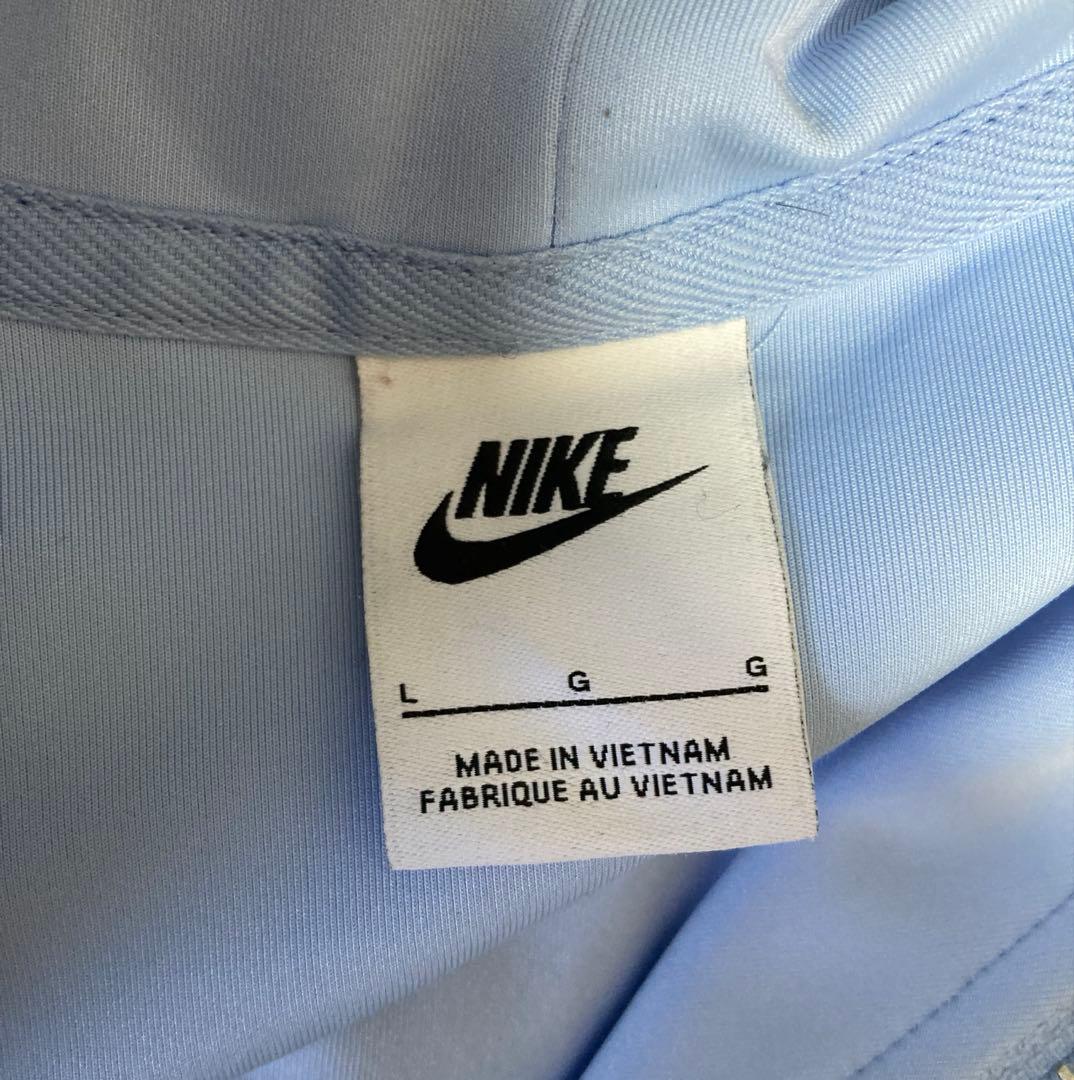 NIKE
L G G
MADE IN VIETNAM
FABRIQUE AU VIETNAM